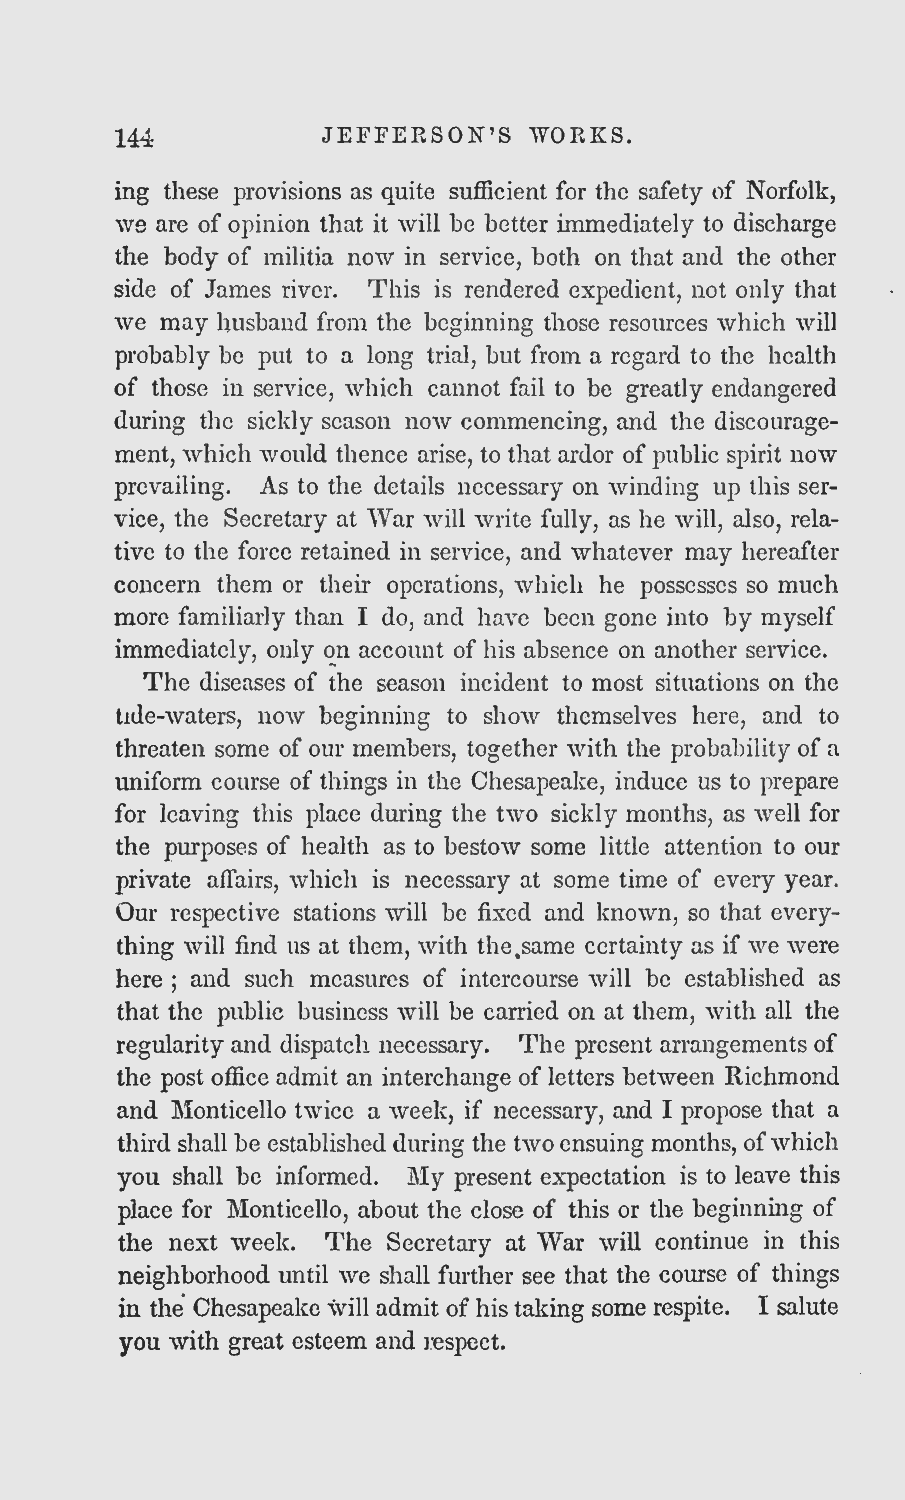 144 JEFFERSON'S WORKS.
ing these provisions as quite sufficient for the safety of Norfolk,
we are of opinion that it will be better immediately to discharge
the body of militia now in service, both on that and the other
side of James river. This is rendered expedient, not only that
we may husband from the beginning those resources which will
probably be put to a long trial, but from a regard to the health
of those in service, which cannot fail to be greatly endangered
during the sickly season now commencing, and the discourage-
ment, which would thence arise, to that ardor of public spirit now
prevailing. As to the details necessary on winding up this ser-
vice, the Secretary at War will write fully, as he will, also, rela-
tive to the force retained in service, and whatever may hereafter
concern them or their operations, which he possesses so much
more familiarly than I do, and have been gone into by myself
immediately, only on account of his absence on another service.
The diseases of the season incident to most situations on the
tide-waters, now beginning to show themselves here, and to
threaten some of our members, together with the probability of a
uniform course of things in the Chesapeake, induce us to prepare
for leaving this place during the two sickly months, as well for
the purposes of health as to bestow some little attention to our
private affairs, which is necessary at some time of every year.
Our respective stations will be fixed and known, so that every-
thing will find us at them, with the same certainty as if we were
here ; and such measures of intercourse will be established as
that the public business will be carried on at them, with all the
regularity and dispatch necessary. The present arrangements of
the post office admit an interchange of letters between Richmond
and Monticello twice a week, if necessary, and I propose that a
third shall be established during the two ensuing months, of which
you shall be informed. My present expectation is to leave this
place for Monticello, about the close of this or the beginning of
the next week. The Secretary at War will continue in this
neighborhood until we shall further see that the course of things
in the Chesapeake will admit of his taking some respite. I salute
you with great esteem and respect.